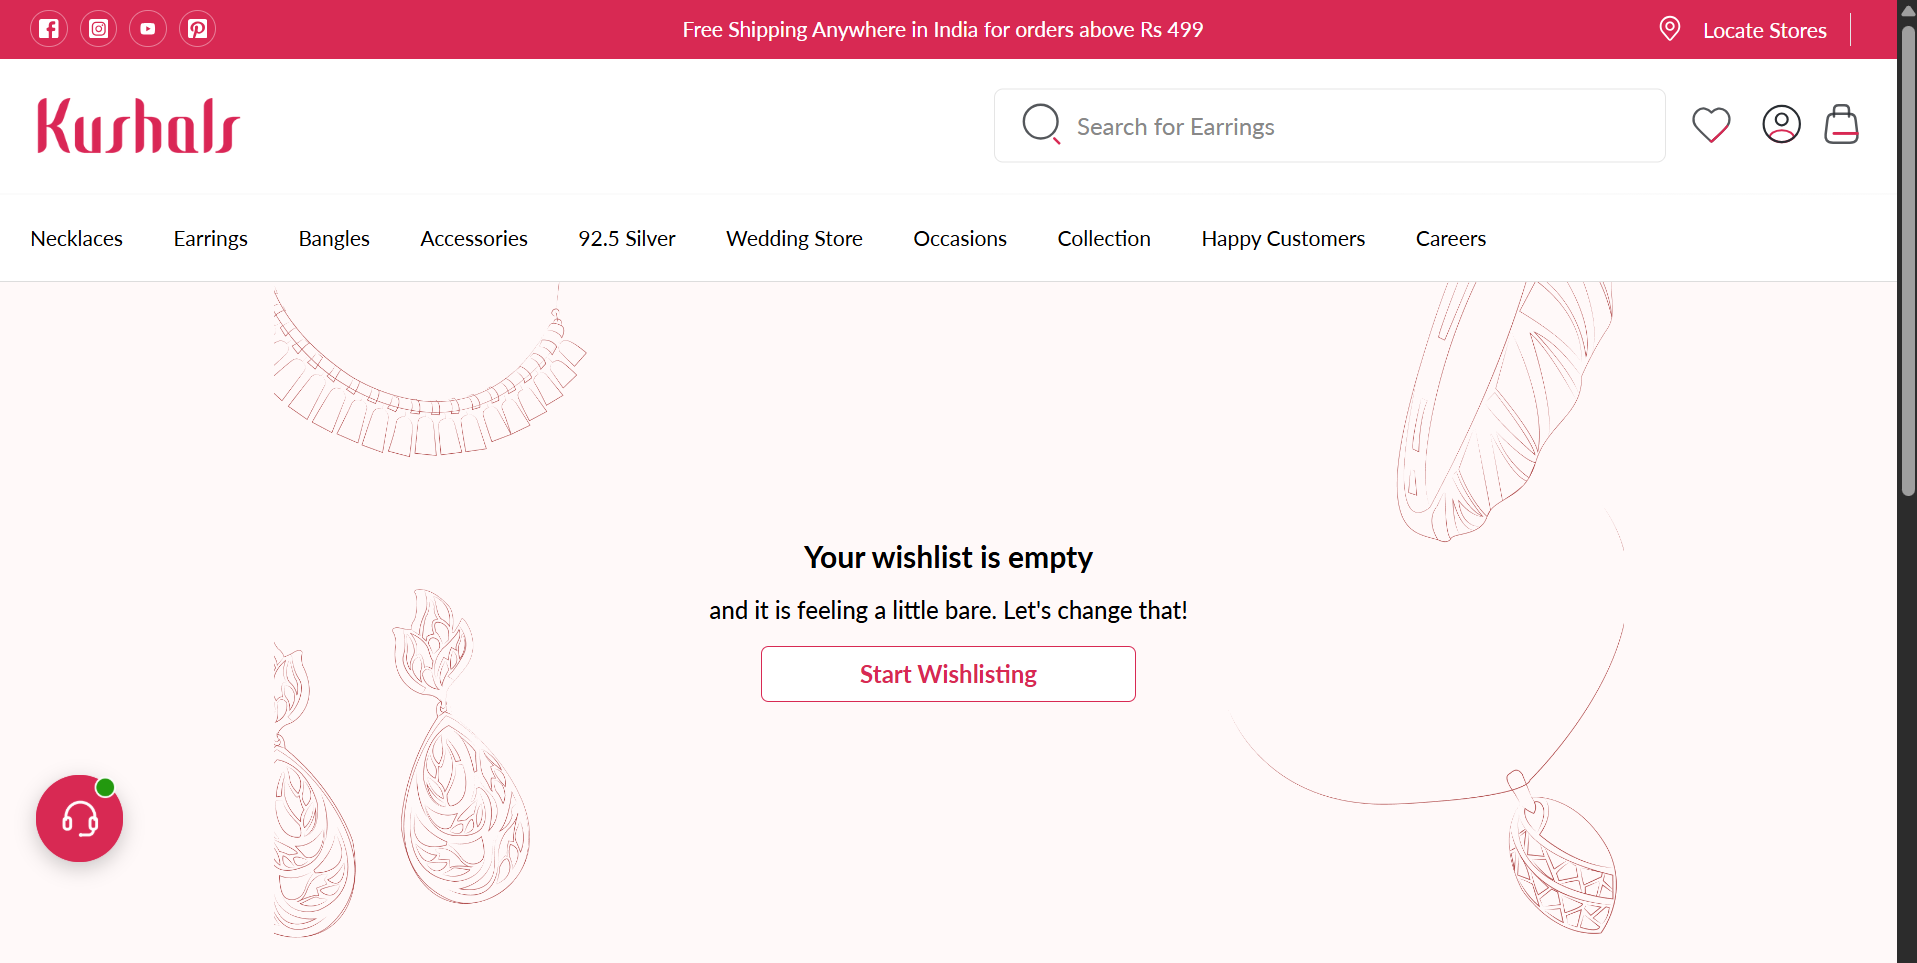 Free Shipping Anywhere in India for orders above Rs 499
Locate Stores
Kushals
Search for Earrings
Necklaces
Earrings
Bangles
Accessories
92.5 Silver
Wedding Store
Occasions
Collection
Happy Customers
Careers
Your wishlist is empty
and it is feeling a little bare. Let's change that!
Start Wishlisting